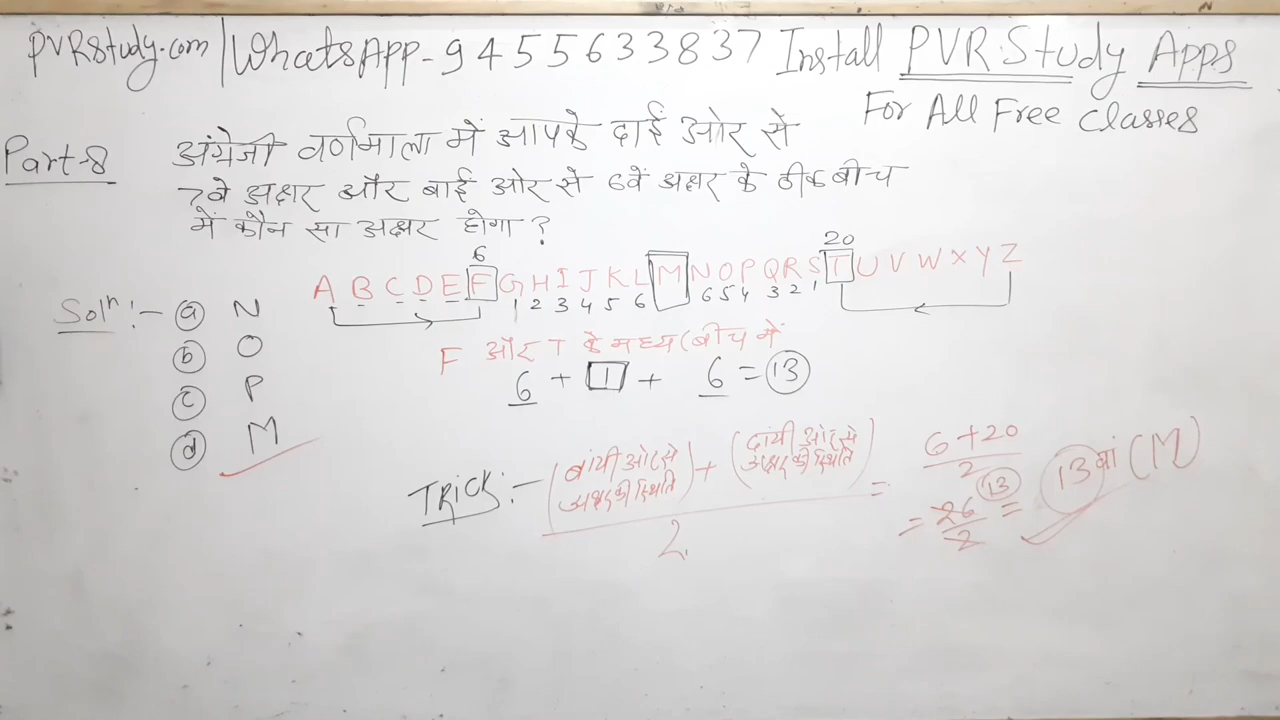 PVRStudy.com | WhatsApp-9455633837 Install PVR Study Apps
For All Free Classes
Part-8
अंग्रेजी वर्णमाला में आपके दाई ओर से
7वे अक्षर और बाई ओर से 6वें अक्षर के ठीक बीच
में कौन सा अक्षर होगा ?
6 20
A B C D E F G H I J K L M N O P Q R S T U V W X Y Z
1 2 3 4 5 6 6 5 4 3 2 1
Solⁿ:-
(a) N
(b) O
(c) P
(d) M
F और T के मध्य (बीच में
6 + 1 + 6 = 13
TRICK:- (बांयी ओर से अक्षर की स्थिति) + (दांयी ओर से अक्षर की स्थिति) / 2 = 6+20 / 2
= 26/2 13 = 13 वां (M)